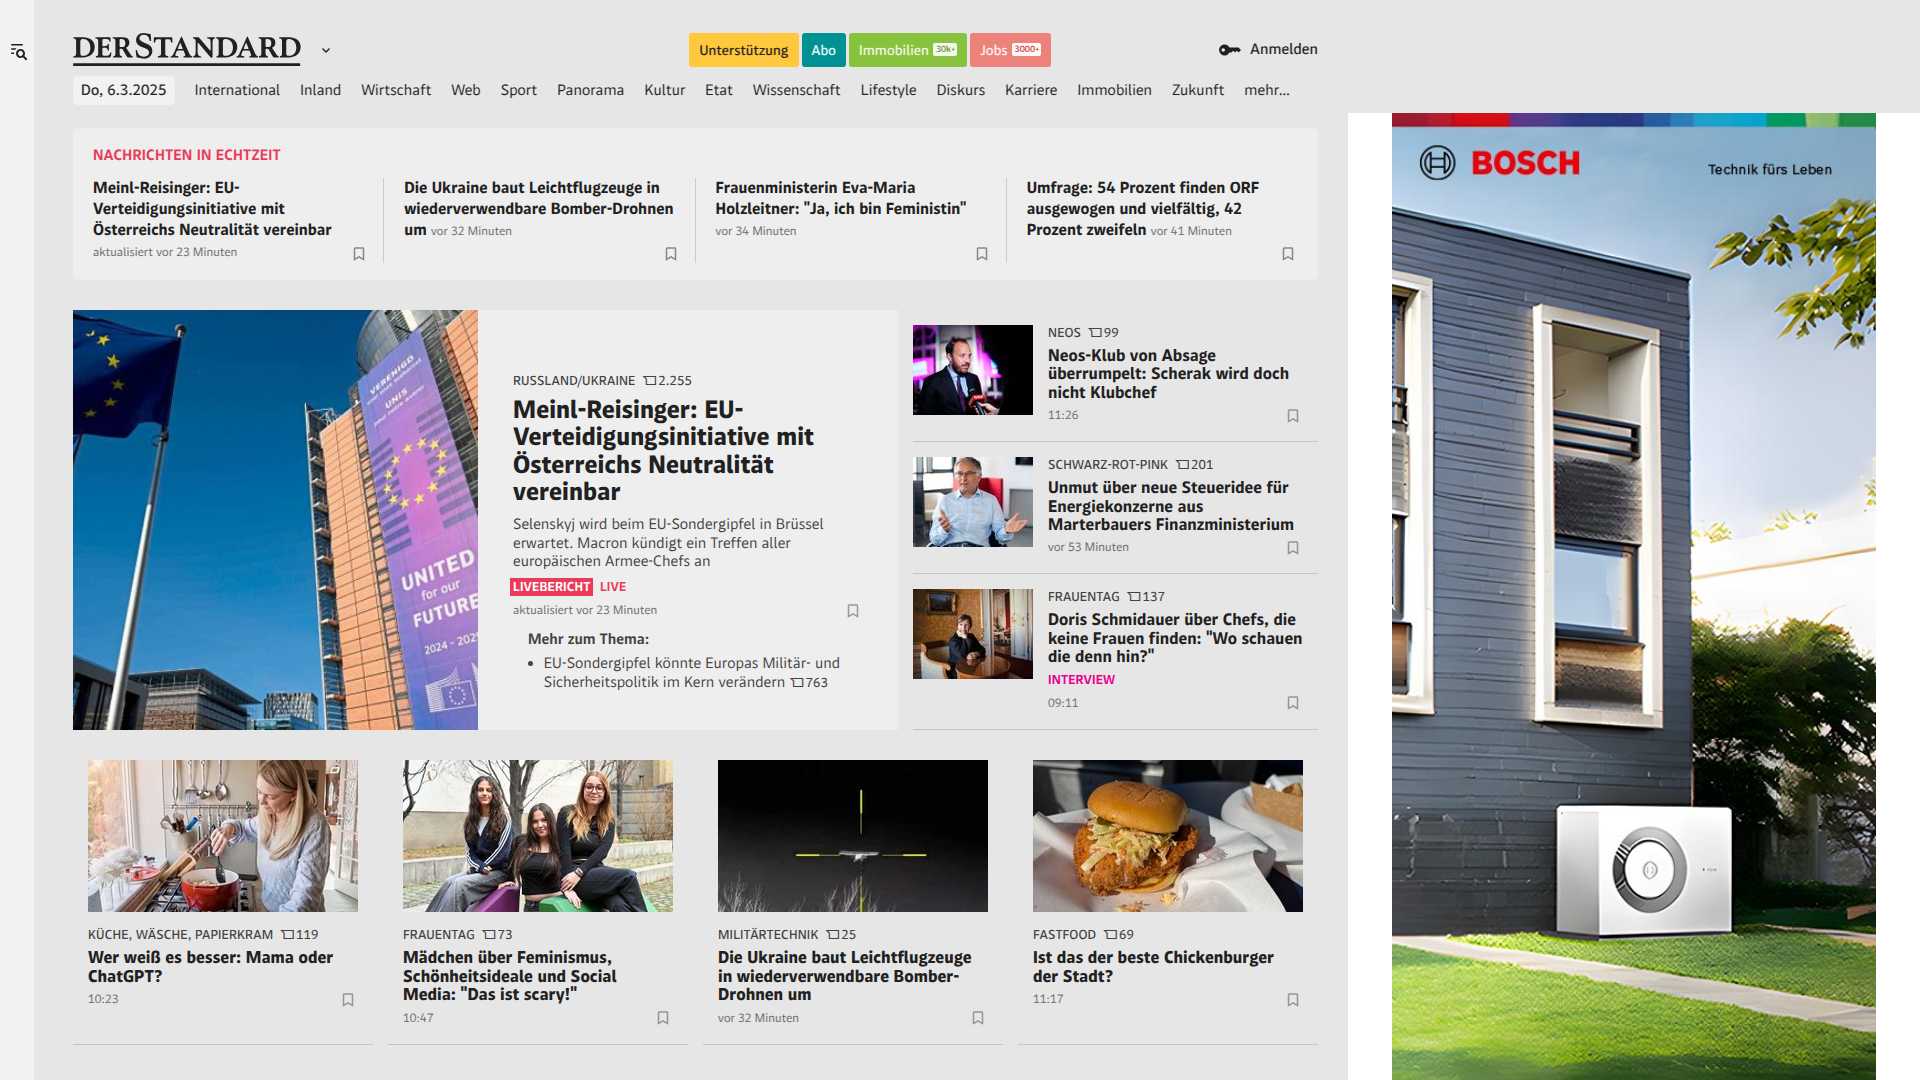 DERSTANDARD
Unterstützung
Abo
Immobilien 30k+
Jobs 3000+
Anmelden
Do, 6.3.2025
International
Inland
Wirtschaft
Web
Sport
Panorama
Kultur
Etat
Wissenschaft
Lifestyle
Diskurs
Karriere
Immobilien
Zukunft
mehr...
NACHRICHTEN IN ECHTZEIT
Meinl-Reisinger: EU-
Verteidigungsinitiative mit
Österreichs Neutralität vereinbar
aktualisiert vor 23 Minuten
Die Ukraine baut Leichtflugzeuge in
wiederverwendbare Bomber-Drohnen
um vor 32 Minuten
Frauenministerin Eva-Maria
Holzleitner: "Ja, ich bin Feministin"
vor 34 Minuten
Umfrage: 54 Prozent finden ORF
ausgewogen und vielfältig, 42
Prozent zweifeln vor 41 Minuten
VERENIGD
UNIS
UNITED
for our
FUTURE
2024 - 2029
RUSSLAND/UKRAINE 2.255
Meinl-Reisinger: EU-
Verteidigungsinitiative mit
Österreichs Neutralität
vereinbar
Selenskyj wird beim EU-Sondergipfel in Brüssel
erwartet. Macron kündigt ein Treffen aller
europäischen Armee-Chefs an
LIVEBERICHT LIVE
aktualisiert vor 23 Minuten
Mehr zum Thema:
• EU-Sondergipfel könnte Europas Militär- und
Sicherheitspolitik im Kern verändern 763
NEOS 99
Neos-Klub von Absage
überrumpelt: Scherak wird doch
nicht Klubchef
11:26
SCHWARZ-ROT-PINK 201
Unmut über neue Steueridee für
Energiekonzerne aus
Marterbauers Finanzministerium
vor 53 Minuten
FRAUENTAG 137
Doris Schmidauer über Chefs, die
keine Frauen finden: "Wo schauen
die denn hin?"
INTERVIEW
09:11
KÜCHE, WÄSCHE, PAPIERKRAM 119
Wer weiß es besser: Mama oder
ChatGPT?
10:23
FRAUENTAG 73
Mädchen über Feminismus,
Schönheitsideale und Social
Media: "Das ist scary!"
10:47
MILITÄRTECHNIK 25
Die Ukraine baut Leichtflugzeuge
in wiederverwendbare Bomber-
Drohnen um
vor 32 Minuten
FASTFOOD 69
Ist das der beste Chickenburger
der Stadt?
11:17
BOSCH
Technik fürs Leben